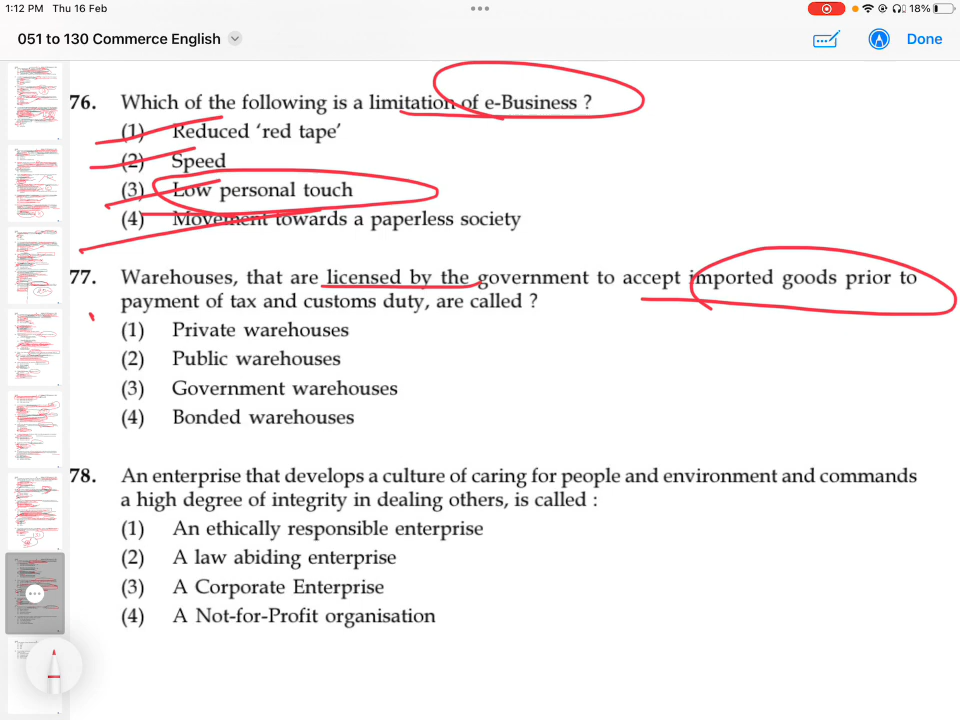 1:12 PM Thu 16 Feb
18%
051 to 130 Commerce English
Done
76. Which of the following is a limitation of e-Business ?
(1) Reduced ‘red tape’
(2) Speed
(3) Low personal touch
(4) Movement towards a paperless society
77. Warehouses, that are licensed by the government to accept imported goods prior to
payment of tax and customs duty, are called ?
(1) Private warehouses
(2) Public warehouses
(3) Government warehouses
(4) Bonded warehouses
78. An enterprise that develops a culture of caring for people and environment and commands
a high degree of integrity in dealing others, is called :
(1) An ethically responsible enterprise
(2) A law abiding enterprise
(3) A Corporate Enterprise
(4) A Not-for-Profit organisation